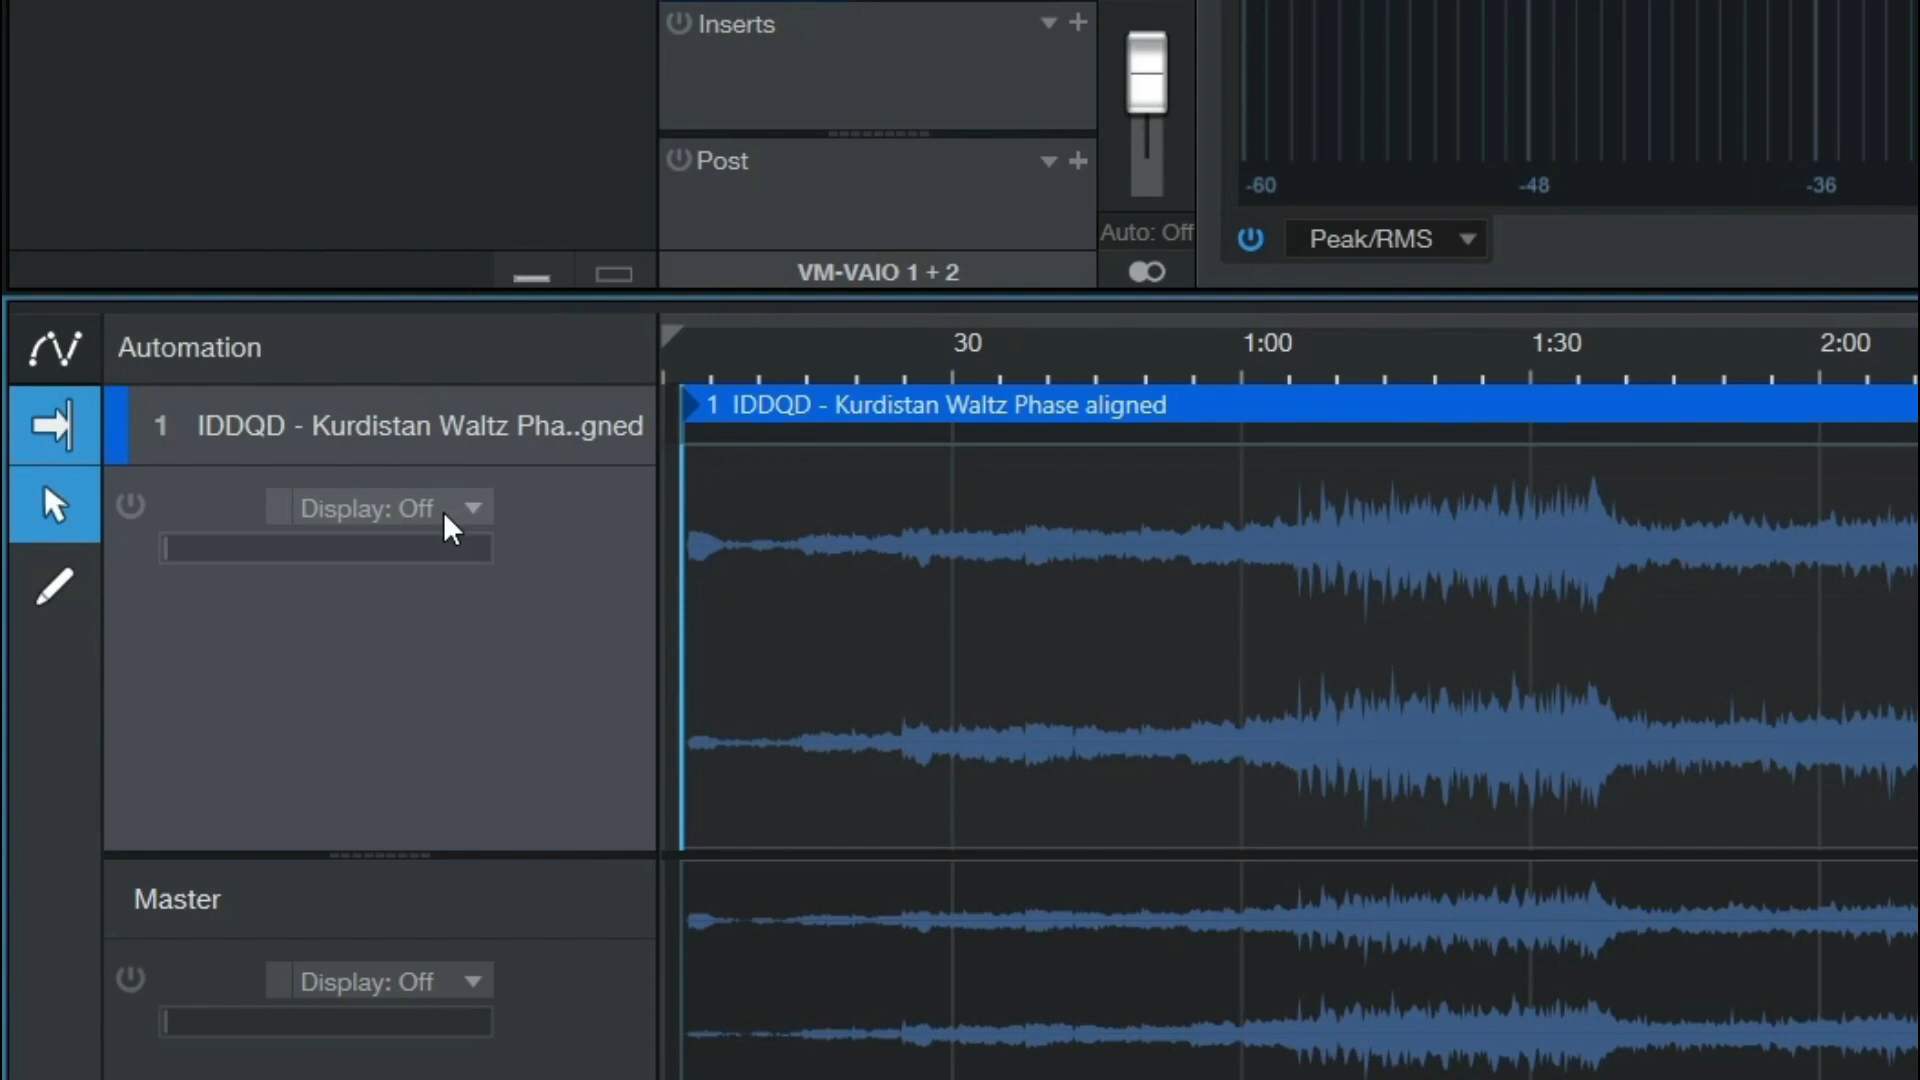 Inserts
Post
Auto: Off
VM-VAIO 1 + 2
-60 -48 -36
Peak/RMS
Automation
30 1:00 1:30 2:00
1 IDDQD - Kurdistan Waltz Pha..gned
1 IDDQD - Kurdistan Waltz Phase aligned
Display: Off
Master
Display: Off